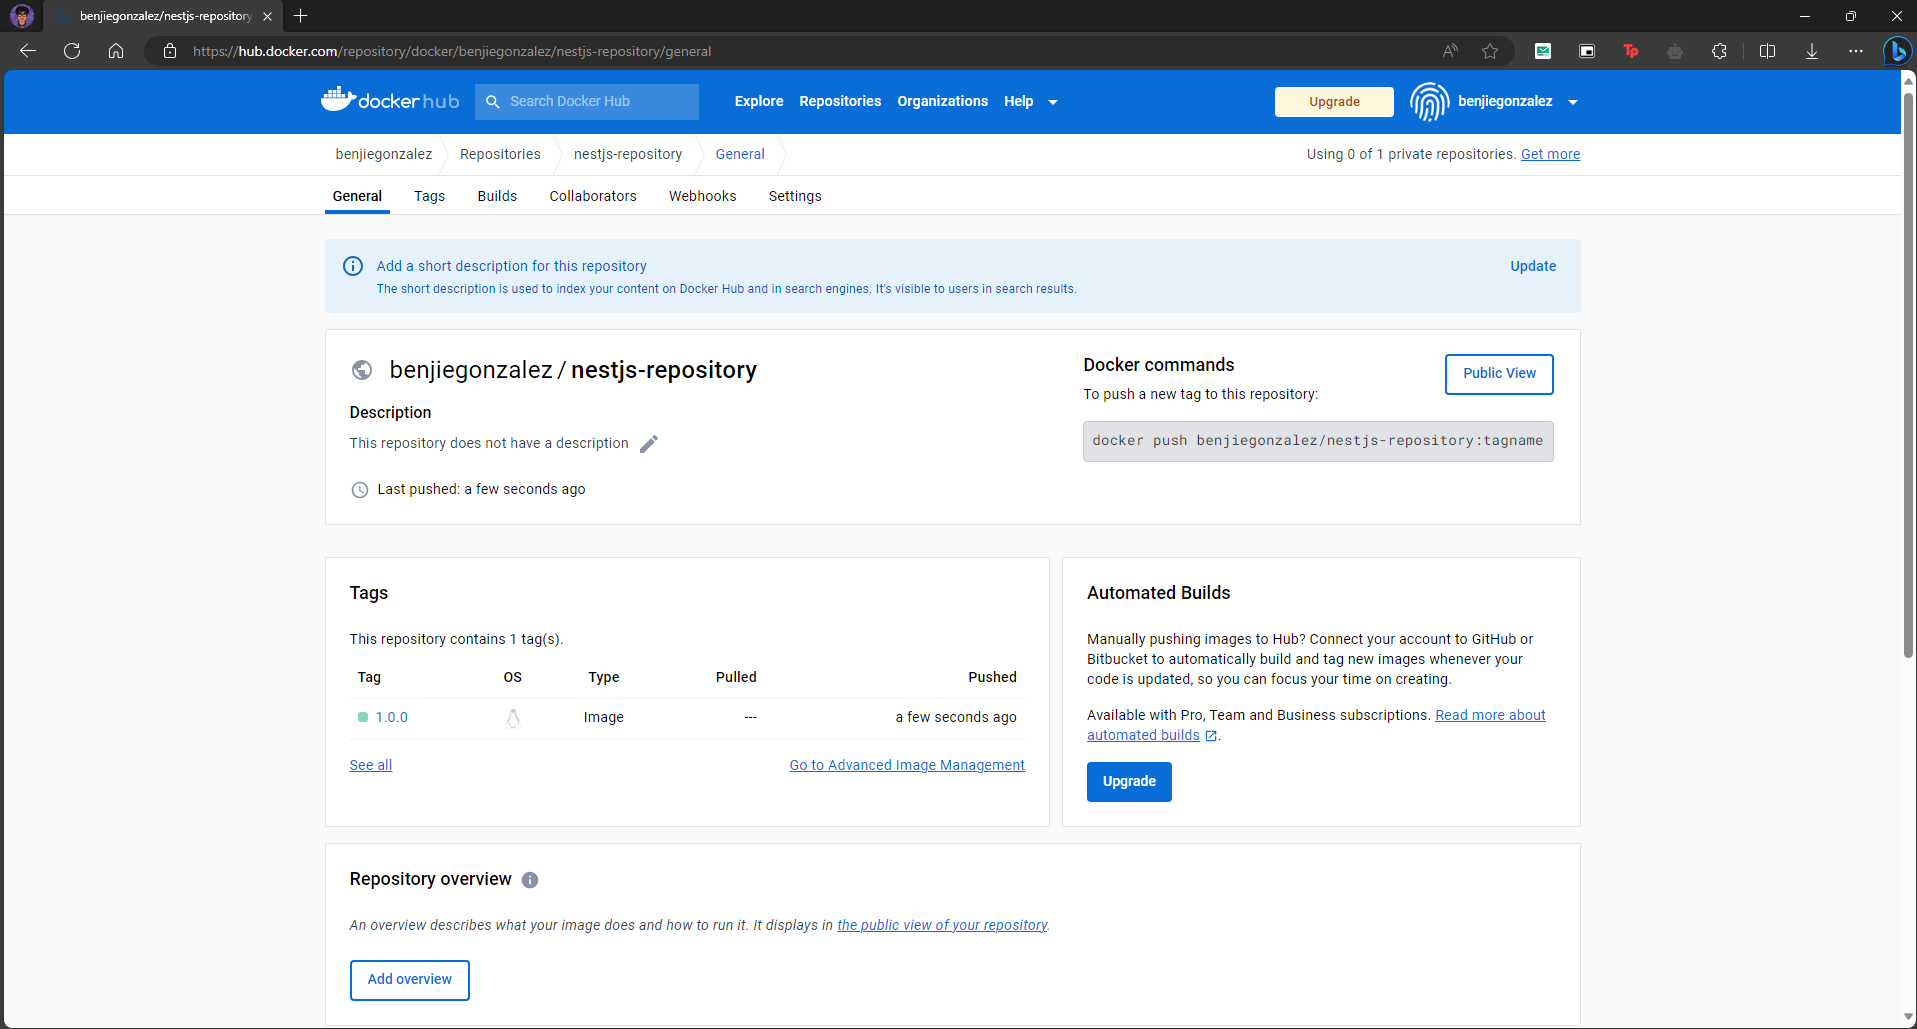 benjiegonzalez/nestjs-repository
https://hub.docker.com/repository/docker/benjiegonzalez/nestjs-repository/general
Tp
dockerhub
Search Docker Hub
Explore
Repositories
Organizations
Help
Upgrade
benjiegonzalez
benjiegonzalez
Repositories
nestjs-repository
General
Using 0 of 1 private repositories. Get more
General
Tags
Builds
Collaborators
Webhooks
Settings
Add a short description for this repository
Update
The short description is used to index your content on Docker Hub and in search engines. It's visible to users in search results.
benjiegonzalez / nestjs-repository
Description
This repository does not have a description
Last pushed: a few seconds ago
Docker commands
Public View
To push a new tag to this repository:
docker push benjiegonzalez/nestjs-repository:tagname
Tags
This repository contains 1 tag(s).
Tag OS Type Pulled Pushed
1.0.0 Image --- a few seconds ago
See all
Go to Advanced Image Management
Automated Builds
Manually pushing images to Hub? Connect your account to GitHub or
Bitbucket to automatically build and tag new images whenever your
code is updated, so you can focus your time on creating.
Available with Pro, Team and Business subscriptions. Read more about
automated builds .
Upgrade
Repository overview
An overview describes what your image does and how to run it. It displays in the public view of your repository.
Add overview